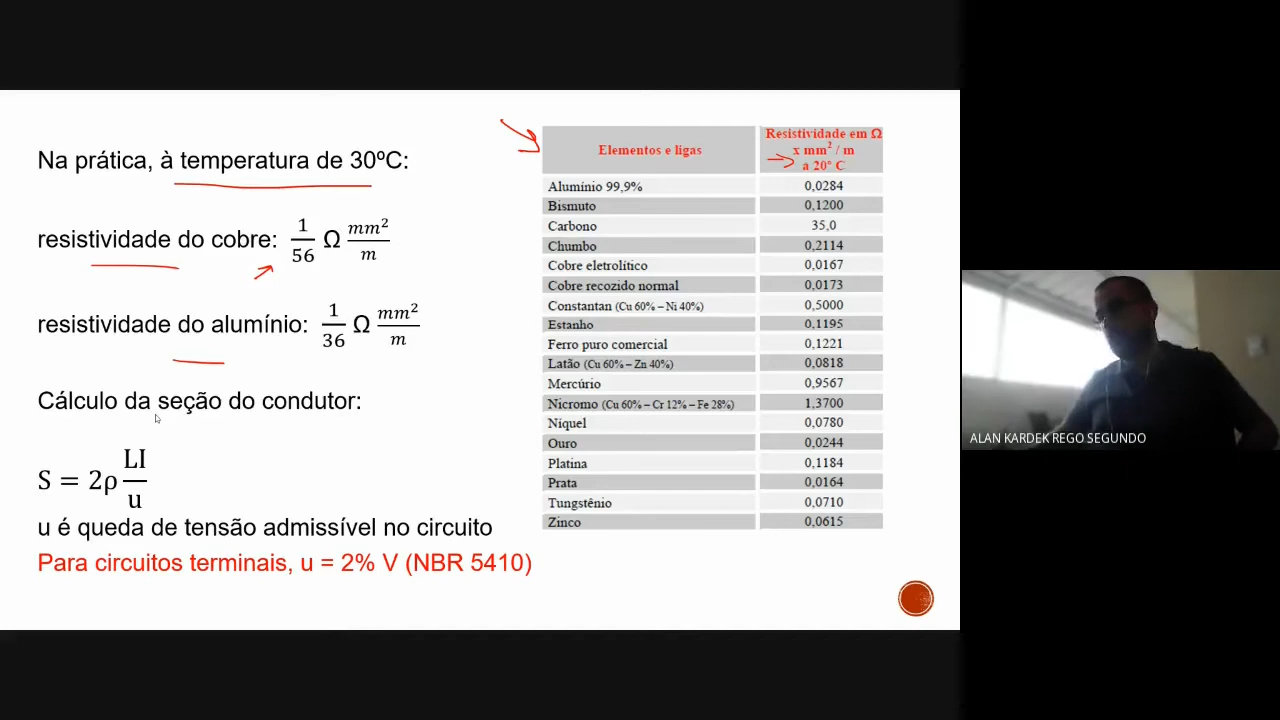 Na prática, à temperatura de 30ºC:
resistividade do cobre: 1/56 Ω mm²/m
resistividade do alumínio: 1/36 Ω mm²/m
Cálculo da seção do condutor:
S = 2ρ LI/u
u é queda de tensão admissível no circuito
Para circuitos terminais, u = 2% V (NBR 5410)
Elementos e ligas
Resistividade em Ω
x mm² / m
a 20º C
Alumínio 99,9% 0,0284
Bismuto 0,1200
Carbono 35,0
Chumbo 0,2114
Cobre eletrolítico 0,0167
Cobre recozido normal 0,0173
Constantan (Cu 60% – Ni 40%) 0,5000
Estanho 0,1195
Ferro puro comercial 0,1221
Latão (Cu 60% – Zn 40%) 0,0818
Mercúrio 0,9567
Nicromo (Cu 60% – Cr 12% – Fe 28%) 1,3700
Níquel 0,0780
Ouro 0,0244
Platina 0,1184
Prata 0,0164
Tungstênio 0,0710
Zinco 0,0615
ALAN KARDEK REGO SEGUNDO